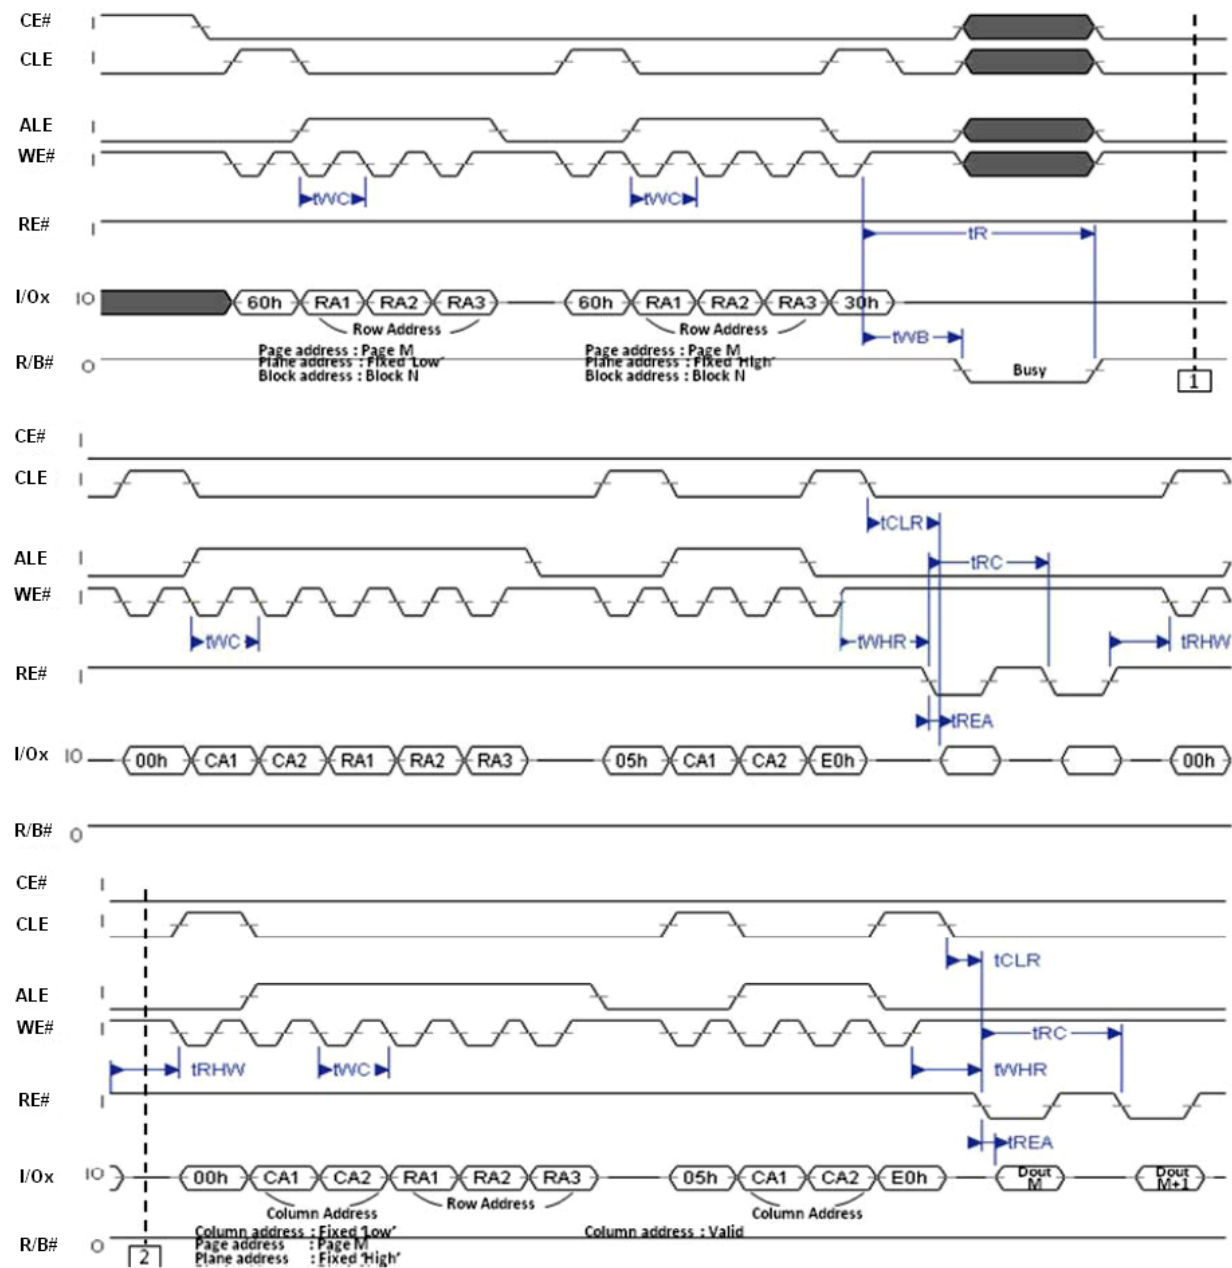 CE# I
CLE I
ALE I
WE# I
tWC tWC
RE# I
tR
I/Ox IO 60h RA1 RA2 RA3 60h RA1 RA2 RA3 30h
Row Address Row Address
tWB
Page address : Page M Page address : Page M
R/B# O Plane address : Fixed 'Low' Plane address : Fixed 'High' Busy
Block address : Block N Block address : Block N
1
CE# I
CLE I
tCLR
ALE I tRC
WE# I
tWC tWHR tRHW
RE# I
tREA
I/Ox IO 00h CA1 CA2 RA1 RA2 RA3 05h CA1 CA2 E0h 00h
R/B# O
CE# I
CLE I
tCLR
ALE I
WE# I tRC
tRHW tWC tWHR
RE# I
tREA
I/Ox IO 00h CA1 CA2 RA1 RA2 RA3 05h CA1 CA2 E0h Dout M Dout M+1
Column Address Row Address Column Address
Column address : Fixed 'Low' Column address : Valid
R/B# O Page address : Page M
2 Plane address : Fixed 'High'